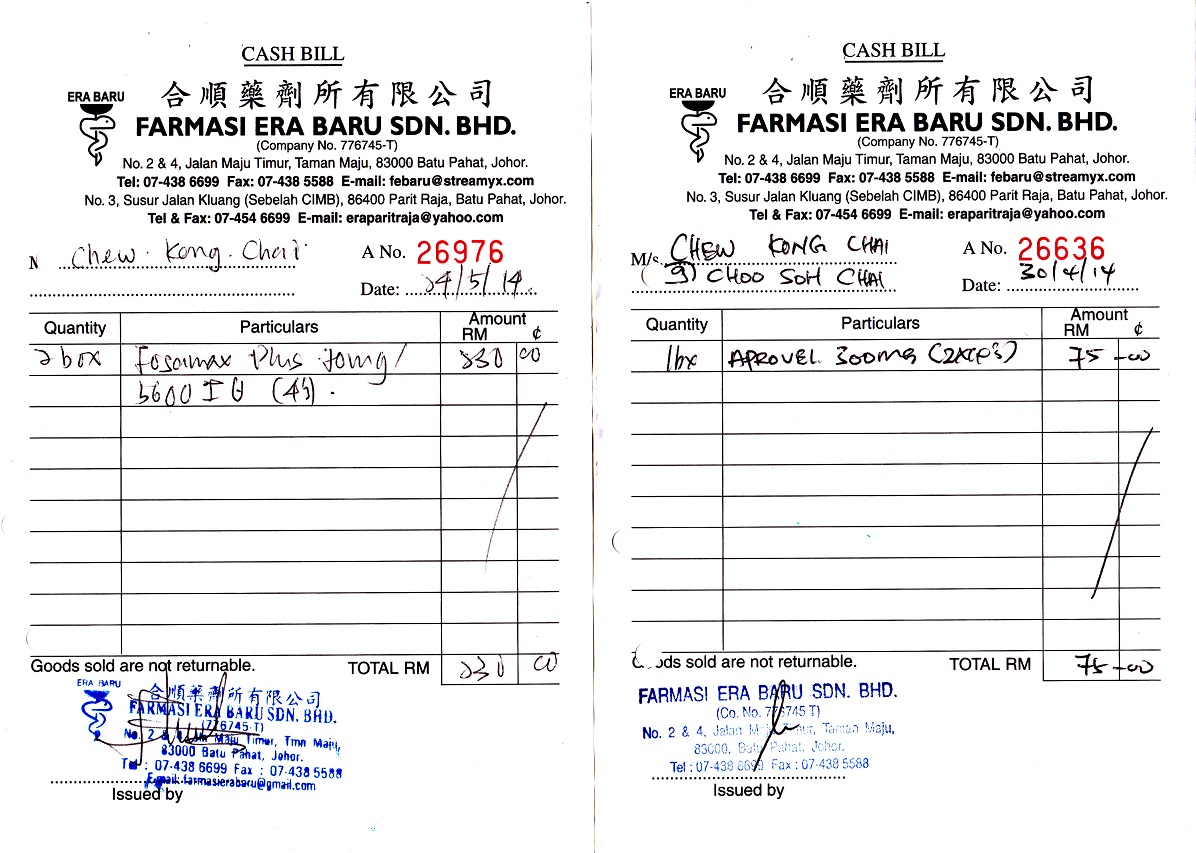 CASH BILL
ERA BARU
合順藥劑所有限公司
FARMASI ERA BARU SDN. BHD.
(Company No. 776745-T)
No. 2 & 4, Jalan Maju Timur, Taman Maju, 83000 Batu Pahat, Johor.
Tel: 07-438 6699 Fax: 07-438 5588 E-mail: febaru@streamyx.com
No. 3, Susur Jalan Kluang (Sebelah CIMB), 86400 Parit Raja, Batu Pahat, Johor.
Tel & Fax: 07-454 6699 E-mail: eraparitraja@yahoo.com
Chew Kong Chai
A No. 26976
Date: 24/5/14
Quantity Particulars Amount
RM ¢
2 box Fosamax Plus 70mg/ 230 00
5600 IU (4's).
Goods sold are not returnable. TOTAL RM 230 00
ERA BARU
合順藥劑所有限公司
FARMASI ERA BARU SDN. BHD.
(776745-T)
No. 2 & 4, Jalan Maju Timur, Tmn Maju,
83000 Batu Pahat, Johor.
Tel : 07-438 6699 Fax : 07-438 5588
E-mail: farmasierabaru@gmail.com
Issued by
CASH BILL
ERA BARU
合順藥劑所有限公司
FARMASI ERA BARU SDN. BHD.
(Company No. 776745-T)
No. 2 & 4, Jalan Maju Timur, Taman Maju, 83000 Batu Pahat, Johor.
Tel: 07-438 6699 Fax: 07-438 5588 E-mail: febaru@streamyx.com
No. 3, Susur Jalan Kluang (Sebelah CIMB), 86400 Parit Raja, Batu Pahat, Johor.
Tel & Fax: 07-454 6699 E-mail: eraparitraja@yahoo.com
M/s. CHEW KONG CHAI
CHOO SOH CHAI
A No. 26636
Date: 30/4/14
Quantity Particulars Amount
RM ¢
1bx APROVEL 300mg 75 -00
Goods sold are not returnable. TOTAL RM 75 -00
FARMASI ERA BARU SDN. BHD.
(Co. No. 776745 T)
No. 2 & 4, Jalan Maju Timur, Taman Maju,
83000, Batu Pahat, Johor.
Tel : 07-438 6699 Fax : 07-438 5588
Issued by